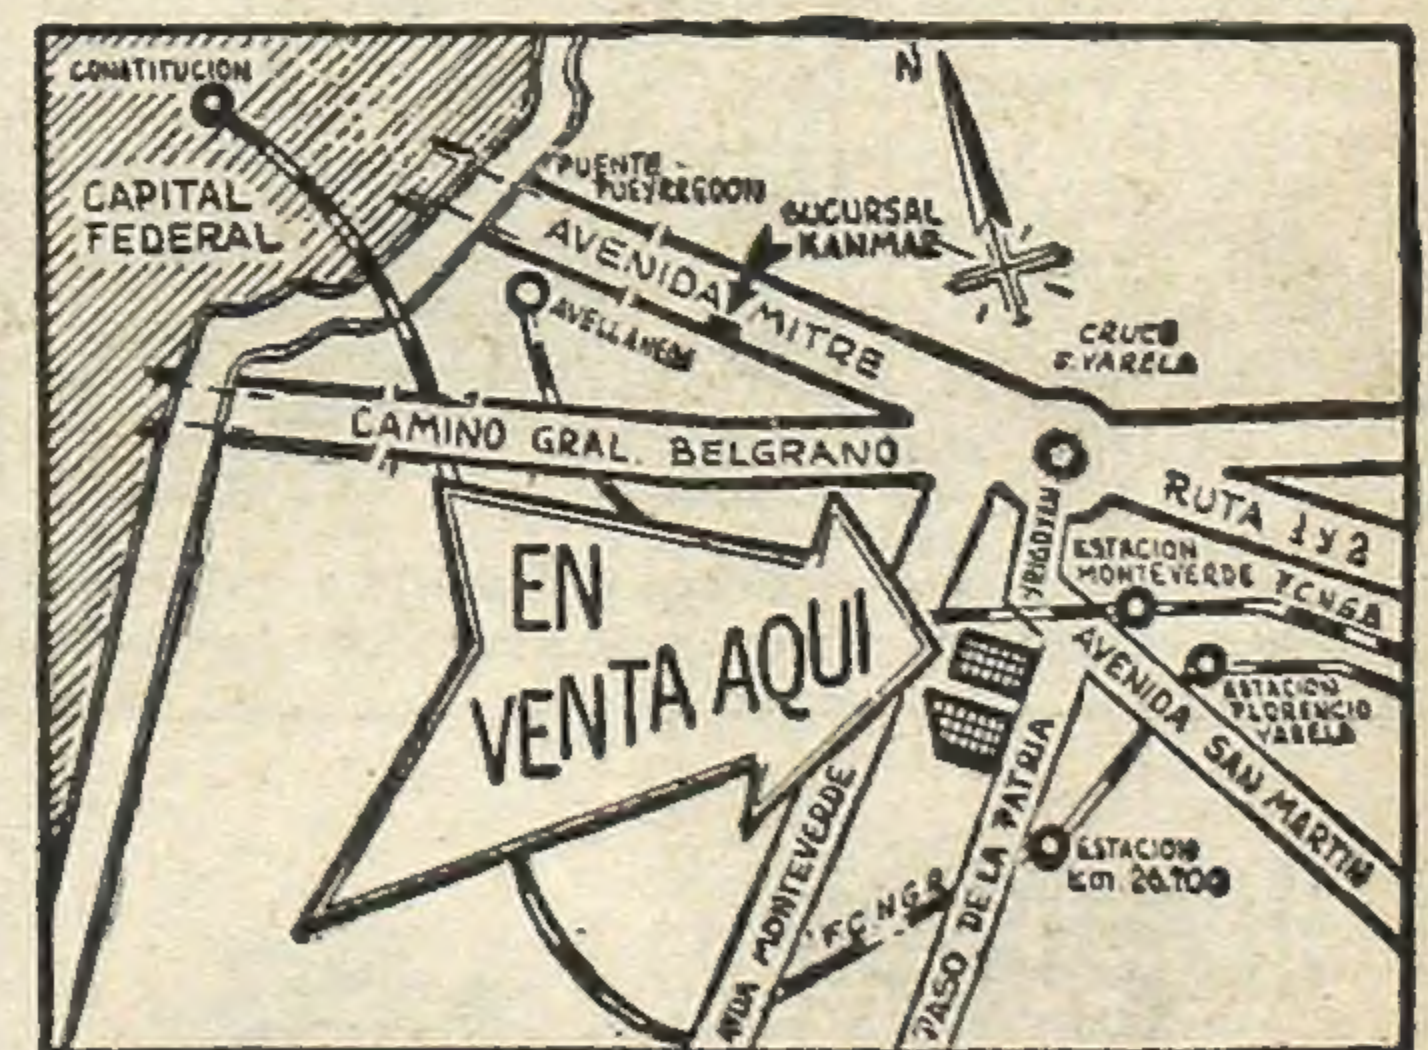 CONSTITUCION
CAPITAL
FEDERAL
N
PUENTE
PUEYRREDON
SUCURSAL
KANMAR
AVENIDA MITRE
AVELLANEDA
CRUCE
F. VARELA
CAMINO GRAL. BELGRANO
RUTA 1 y 2
YRIGOYEN
ESTACION
MONTEVERDE
F.C.N.G.R
EN
VENTA AQUI
AVENIDA SAN MARTIN
ESTACION
FLORENCIO
VARELA
AVDA MONTEVERDE
PASO DE LA PATRIA
F.C.N.G.R
ESTACION
Km. 26.700